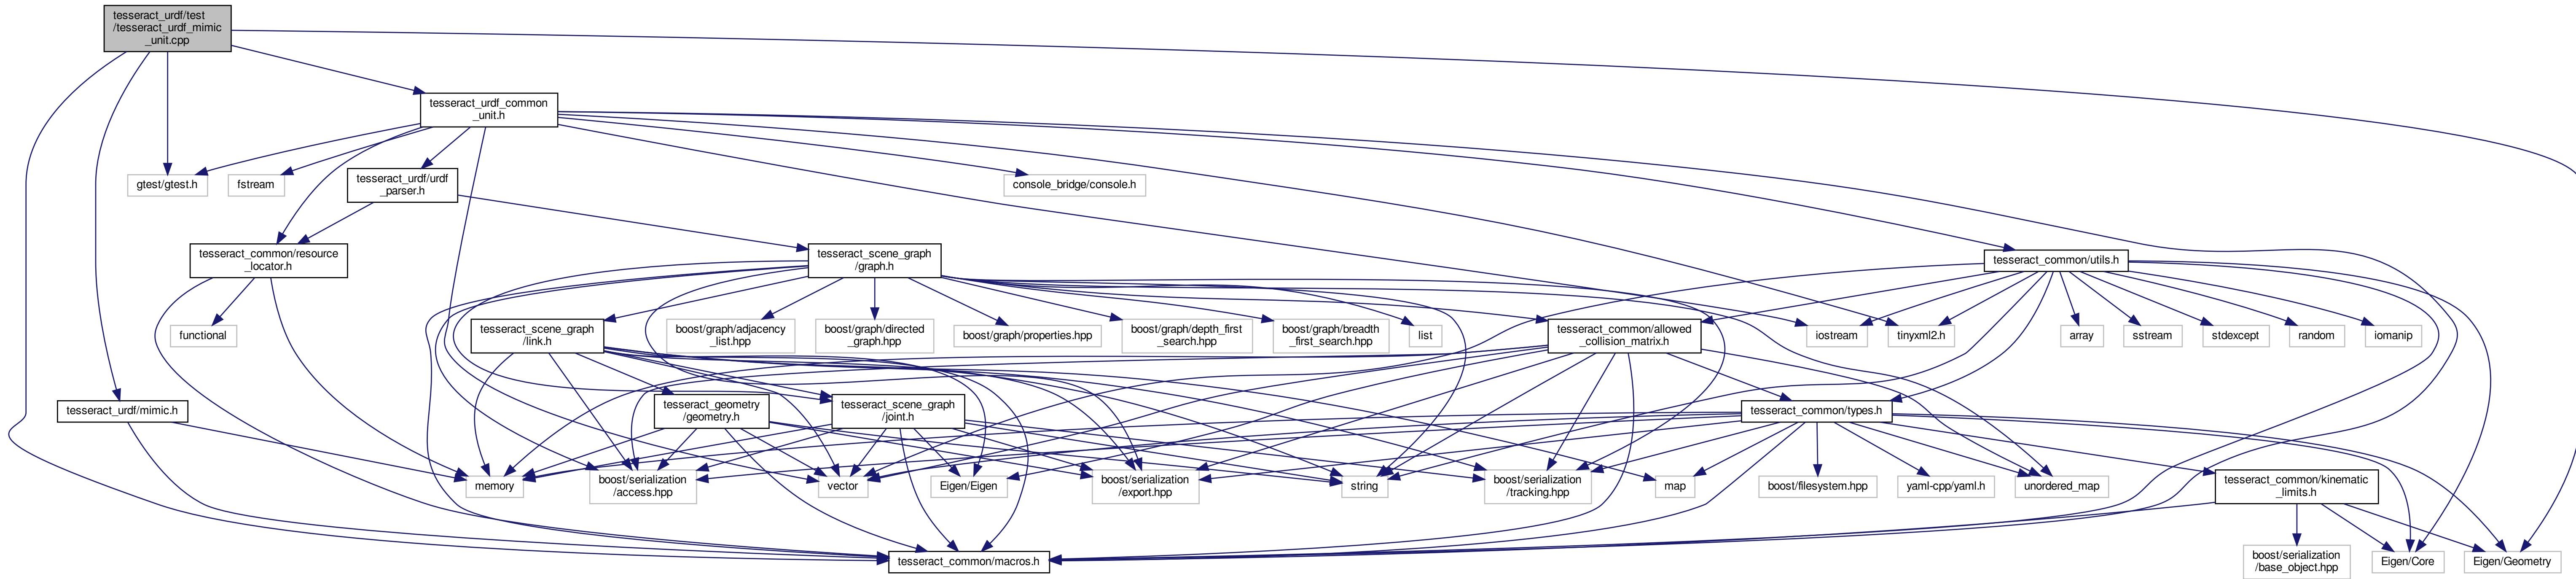 tesseract_urdf/test
/tesseract_urdf_mimic
_unit.cpp
tesseract_urdf_common
_unit.h
gtest/gtest.h
fstream
tesseract_urdf/urdf
_parser.h
console_bridge/console.h
tesseract_common/resource
_locator.h
tesseract_scene_graph
/graph.h
tesseract_common/utils.h
functional
tesseract_scene_graph
/link.h
boost/graph/adjacency
_list.hpp
boost/graph/directed
_graph.hpp
boost/graph/properties.hpp
boost/graph/depth_first
_search.hpp
boost/graph/breadth
_first_search.hpp
list
tesseract_common/allowed
_collision_matrix.h
iostream
tinyxml2.h
array
sstream
stdexcept
random
iomanip
tesseract_urdf/mimic.h
tesseract_geometry
/geometry.h
tesseract_scene_graph
/joint.h
tesseract_common/types.h
memory
boost/serialization
/access.hpp
vector
Eigen/Eigen
boost/serialization
/export.hpp
string
boost/serialization
/tracking.hpp
map
boost/filesystem.hpp
yaml-cpp/yaml.h
unordered_map
tesseract_common/kinematic
_limits.h
tesseract_common/macros.h
boost/serialization
/base_object.hpp
Eigen/Core
Eigen/Geometry